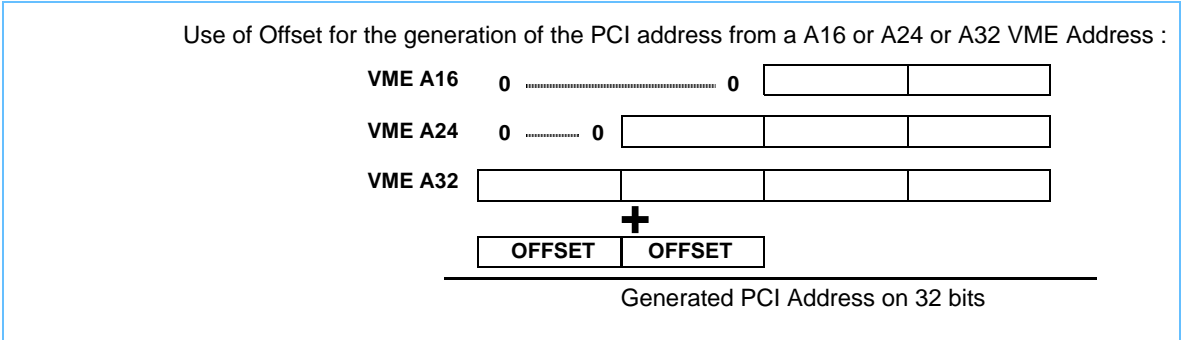 Use of Offset for the generation of the PCI address from a A16 or A24 or A32 VME Address :
VME A16 0 0
VME A24 0 0
VME A32
+
OFFSET OFFSET
Generated PCI Address on 32 bits